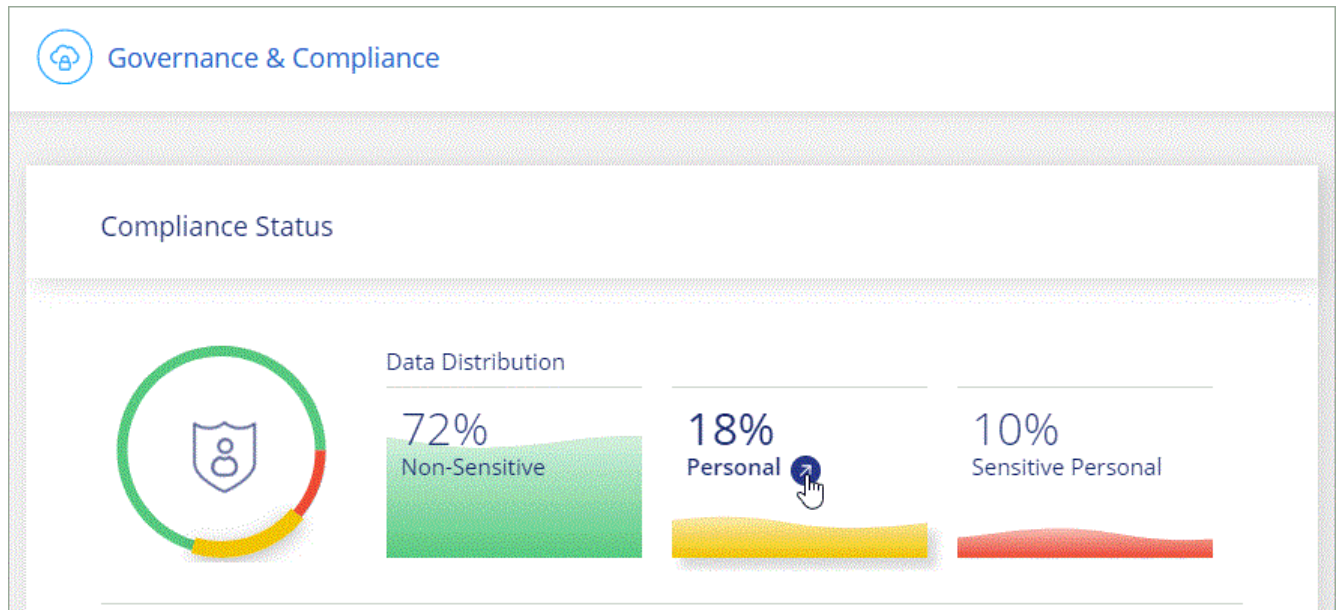 Governance & Compliance
Compliance Status
Data Distribution
72%
Non-Sensitive
18%
Personal
10%
Sensitive Personal